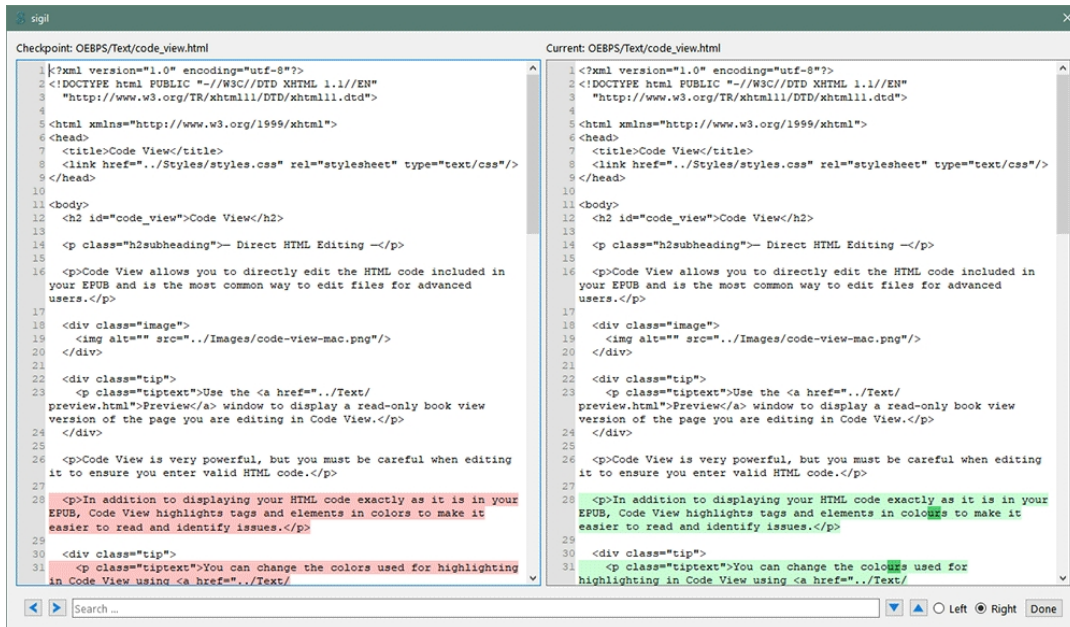 sigil
Checkpoint: OEBPS/Text/code_view.html
1 <?xml version="1.0" encoding="utf-8"?>
2 <!DOCTYPE html PUBLIC "-//W3C//DTD XHTML 1.1//EN"
3   "http://www.w3.org/TR/xhtml11/DTD/xhtml11.dtd">
4
5 <html xmlns="http://www.w3.org/1999/xhtml">
6 <head>
7   <title>Code View</title>
8   <link href="../Styles/styles.css" rel="stylesheet" type="text/css"/>
9 </head>
10
11 <body>
12   <h2 id="code_view">Code View</h2>
13
14   <p class="h2subheading">— Direct HTML Editing —</p>
15
16   <p>Code View allows you to directly edit the HTML code included in
your EPUB and is the most common way to edit files for advanced
users.</p>
17
18   <div class="image">
19     <img alt="" src="../Images/code-view-mac.png"/>
20   </div>
21
22   <div class="tip">
23     <p class="tiptext">Use the <a href="../Text/
preview.html">Preview</a> window to display a read-only book view
version of the page you are editing in Code View.</p>
24   </div>
25
26   <p>Code View is very powerful, but you must be careful when editing
it to ensure you enter valid HTML code.</p>
27
28   <p>In addition to displaying your HTML code exactly as it is in your
EPUB, Code View highlights tags and elements in colors to make it
easier to read and identify issues.</p>
29
30   <div class="tip">
31     <p class="tiptext">You can change the colors used for highlighting
in Code View using <a href="../Text/
Current: OEBPS/Text/code_view.html
1 <?xml version="1.0" encoding="utf-8"?>
2 <!DOCTYPE html PUBLIC "-//W3C//DTD XHTML 1.1//EN"
3   "http://www.w3.org/TR/xhtml11/DTD/xhtml11.dtd">
4
5 <html xmlns="http://www.w3.org/1999/xhtml">
6 <head>
7   <title>Code View</title>
8   <link href="../Styles/styles.css" rel="stylesheet" type="text/css"/>
9 </head>
10
11 <body>
12   <h2 id="code_view">Code View</h2>
13
14   <p class="h2subheading">— Direct HTML Editing —</p>
15
16   <p>Code View allows you to directly edit the HTML code included in
your EPUB and is the most common way to edit files for advanced
users.</p>
17
18   <div class="image">
19     <img alt="" src="../Images/code-view-mac.png"/>
20   </div>
21
22   <div class="tip">
23     <p class="tiptext">Use the <a href="../Text/
preview.html">Preview</a> window to display a read-only book view
version of the page you are editing in Code View.</p>
24   </div>
25
26   <p>Code View is very powerful, but you must be careful when editing
it to ensure you enter valid HTML code.</p>
27
28   <p>In addition to displaying your HTML code exactly as it is in your
EPUB, Code View highlights tags and elements in colours to make it
easier to read and identify issues.</p>
29
30   <div class="tip">
31     <p class="tiptext">You can change the colours used for
highlighting in Code View using <a href="../Text/
Search ...
Left Right Done